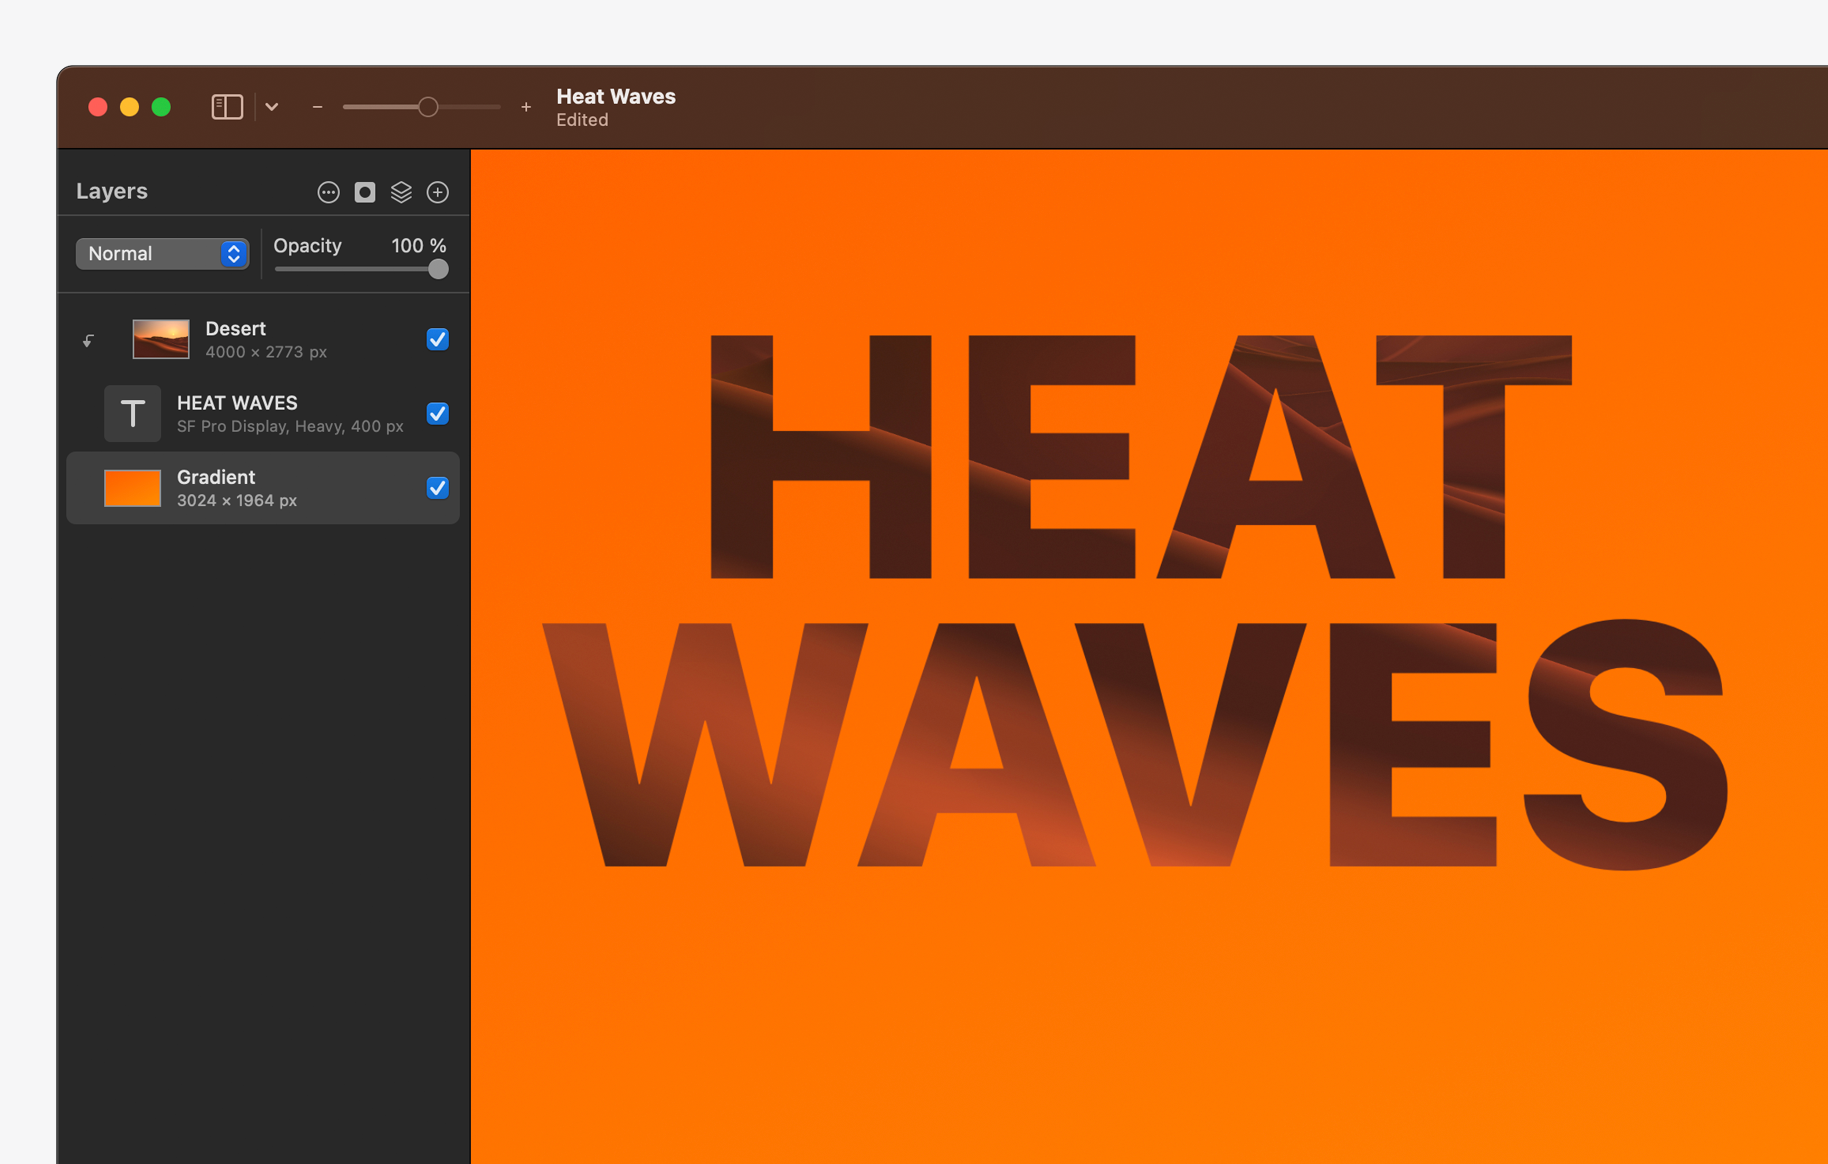 Heat Waves
Edited
Layers
Normal
Opacity 100 %
Desert
4000 × 2773 px
T
HEAT WAVES
SF Pro Display, Heavy, 400 px
Gradient
3024 × 1964 px
HEAT
WAVES